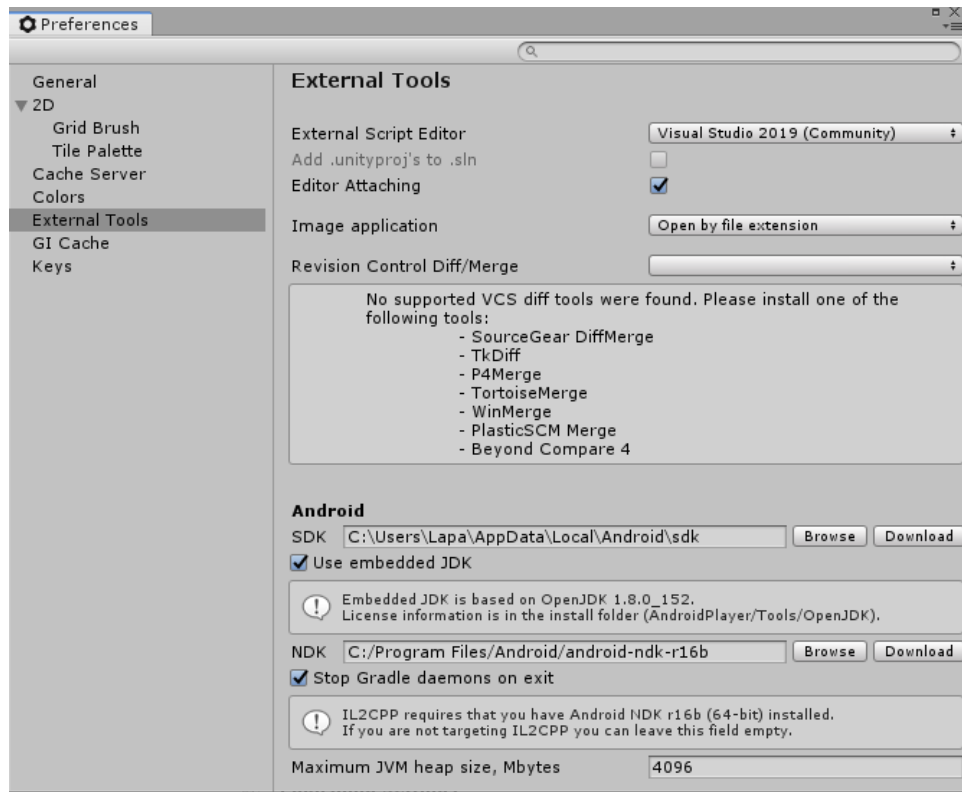 Preferences
General
2D
Grid Brush
Tile Palette
Cache Server
Colors
External Tools
GI Cache
Keys
External Tools
External Script Editor Visual Studio 2019 (Community)
Add .unityproj's to .sln
Editor Attaching
Image application Open by file extension
Revision Control Diff/Merge
No supported VCS diff tools were found. Please install one of the
following tools:
- SourceGear DiffMerge
- TkDiff
- P4Merge
- TortoiseMerge
- WinMerge
- PlasticSCM Merge
- Beyond Compare 4
Android
SDK C:\Users\Lapa\AppData\Local\Android\sdk Browse Download
Use embedded JDK
Embedded JDK is based on OpenJDK 1.8.0_152.
License information is in the install folder (AndroidPlayer/Tools/OpenJDK).
NDK C:/Program Files/Android/android-ndk-r16b Browse Download
Stop Gradle daemons on exit
IL2CPP requires that you have Android NDK r16b (64-bit) installed.
If you are not targeting IL2CPP you can leave this field empty.
Maximum JVM heap size, Mbytes 4096